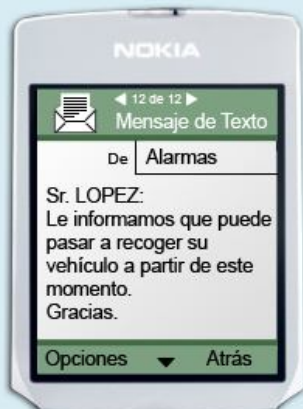 NOKIA
12 de 12
Mensaje de Texto
De Alarmas
Sr. LOPEZ:
Le informamos que puede
pasar a recoger su
vehículo a partir de este
momento.
Gracias.
Opciones Atrás